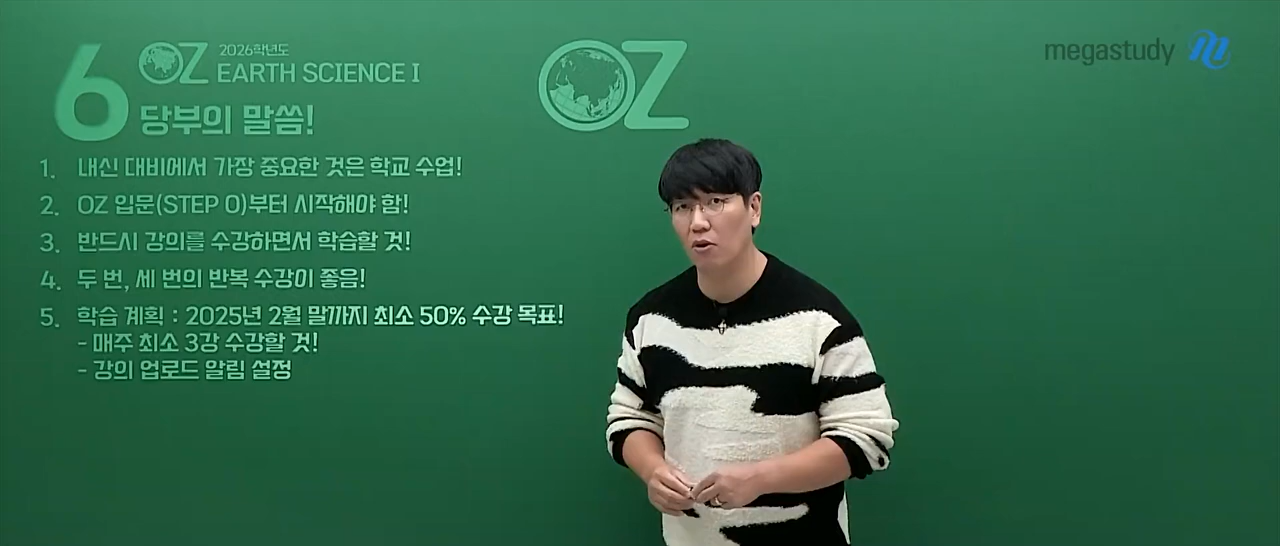 6
OZ
2026학년도
EARTH SCIENCE I
당부의 말씀!
1. 내신 대비에서 가장 중요한 것은 학교 수업!
2. OZ 입문(STEP 0)부터 시작해야 함!
3. 반드시 강의를 수강하면서 학습할 것!
4. 두 번, 세 번의 반복 수강이 좋음!
5. 학습 계획 : 2025년 2월 말까지 최소 50% 수강 목표!
- 매주 최소 3강 수강할 것!
- 강의 업로드 알림 설정
OZ
megastudy m